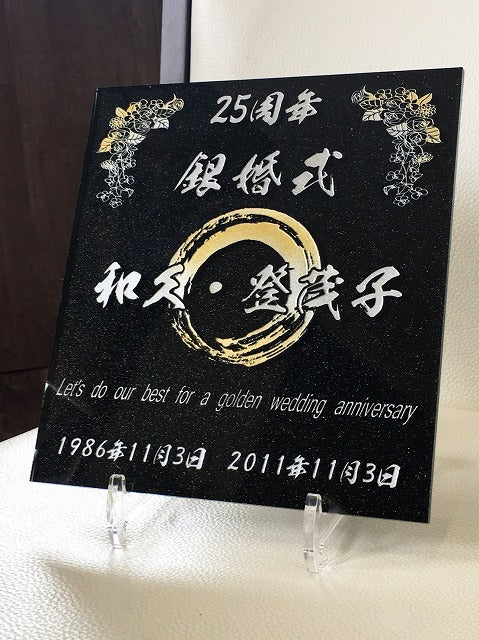 25周年
銀婚式
和久・登茂子
Let's do our best for a golden wedding anniversary
1986年11月3日 2011年11月3日